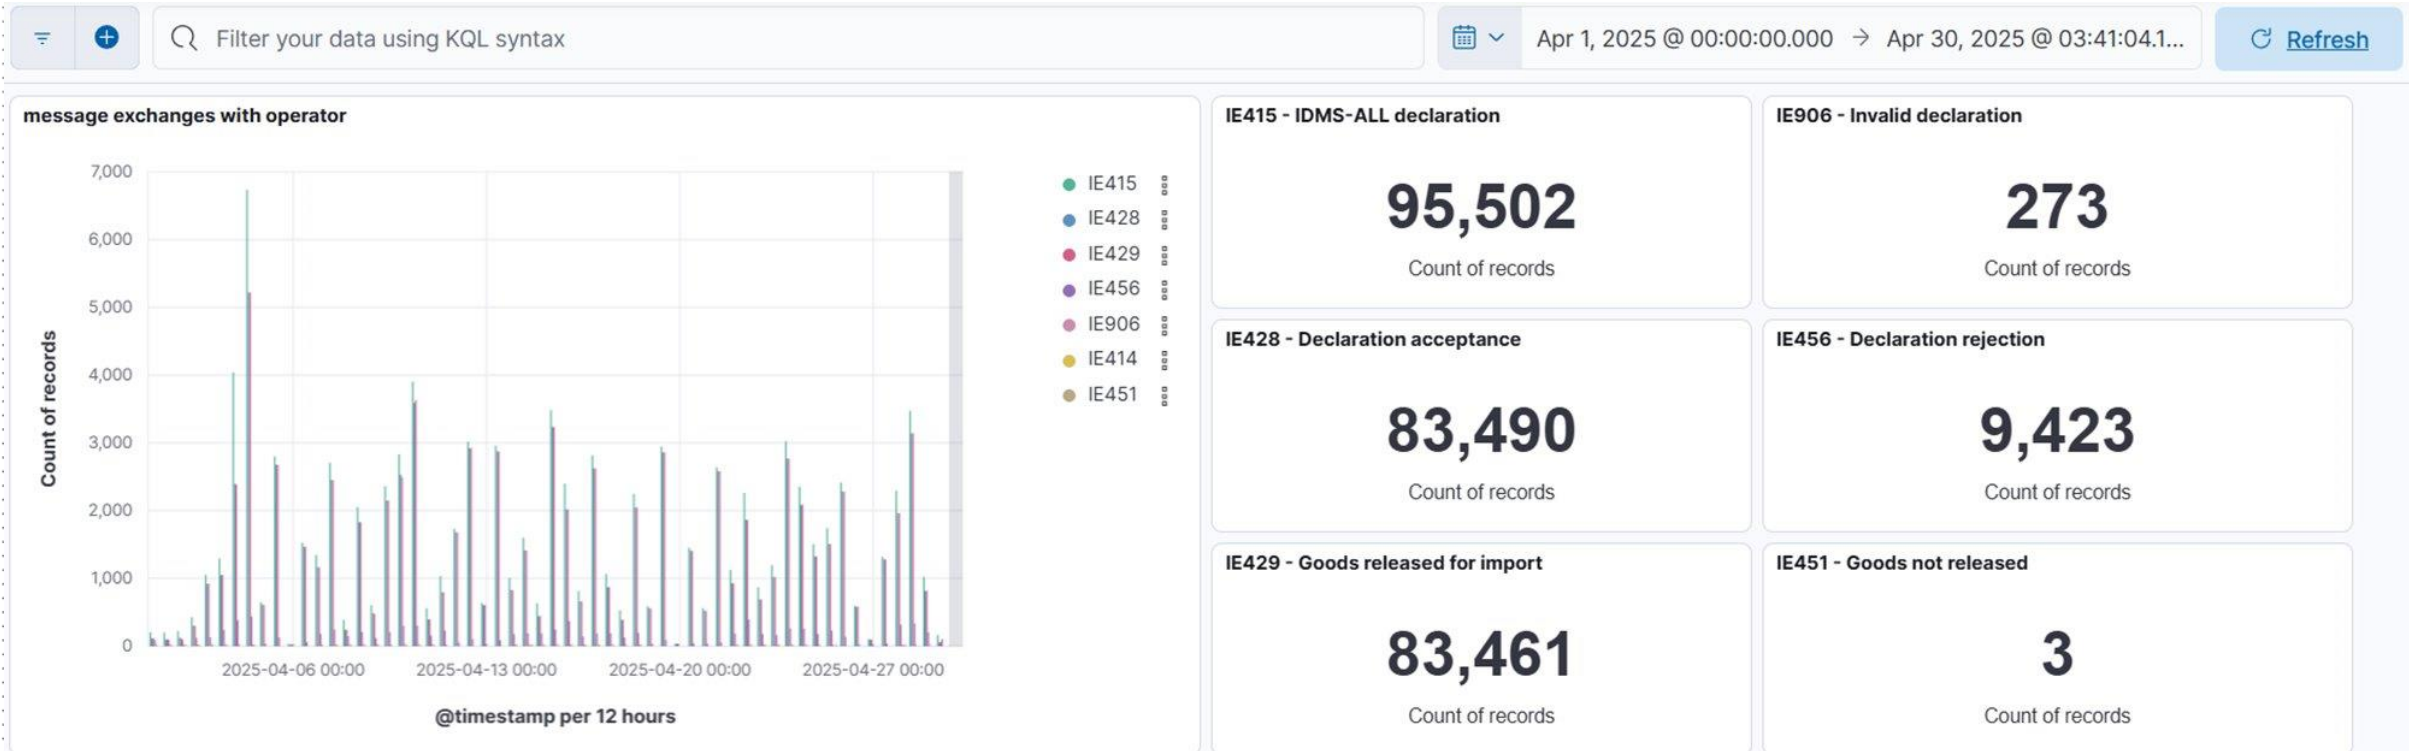 Filter your data using KQL syntax
Apr 1, 2025 @ 00:00:00.000 → Apr 30, 2025 @ 03:41:04.1...
Refresh
message exchanges with operator
7,000
6,000
5,000
4,000
3,000
2,000
1,000
0
Count of records
2025-04-06 00:00
2025-04-13 00:00
2025-04-20 00:00
2025-04-27 00:00
@timestamp per 12 hours
IE415
IE428
IE429
IE456
IE906
IE414
IE451
IE415 - IDMS-ALL declaration
95,502
Count of records
IE906 - Invalid declaration
273
Count of records
IE428 - Declaration acceptance
83,490
Count of records
IE456 - Declaration rejection
9,423
Count of records
IE429 - Goods released for import
83,461
Count of records
IE451 - Goods not released
3
Count of records